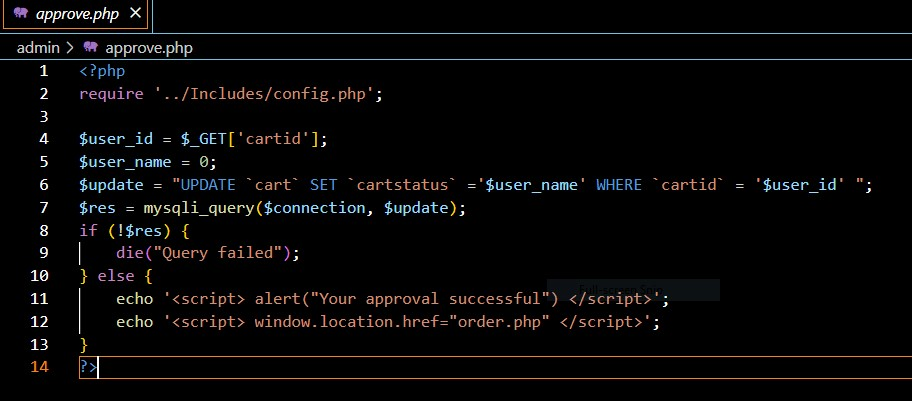 approve.php ×
admin > approve.php
1 <?php
2 require '../Includes/config.php';
3
4 $user_id = $_GET['cartid'];
5 $user_name = 0;
6 $update = "UPDATE `cart` SET `cartstatus` ='$user_name' WHERE `cartid` = '$user_id' ";
7 $res = mysqli_query($connection, $update);
8 if (!$res) {
9     die("Query failed");
10 } else {
Full-screen Snip
11     echo '<script> alert("Your approval successful") </script>';
12     echo '<script> window.location.href="order.php" </script>';
13 }
14 ?>